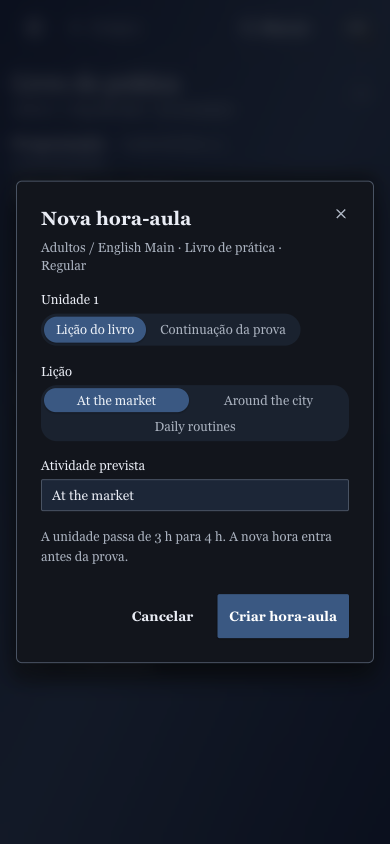 Nova hora-aula
Adultos / English Main · Livro de prática ·
Regular
Unidade 1
Lição do livro
Continuação da prova
Lição
At the market
Around the city
Daily routines
Atividade prevista
At the market
A unidade passa de 3 h para 4 h. A nova hora entra
antes da prova.
Cancelar
Criar hora-aula